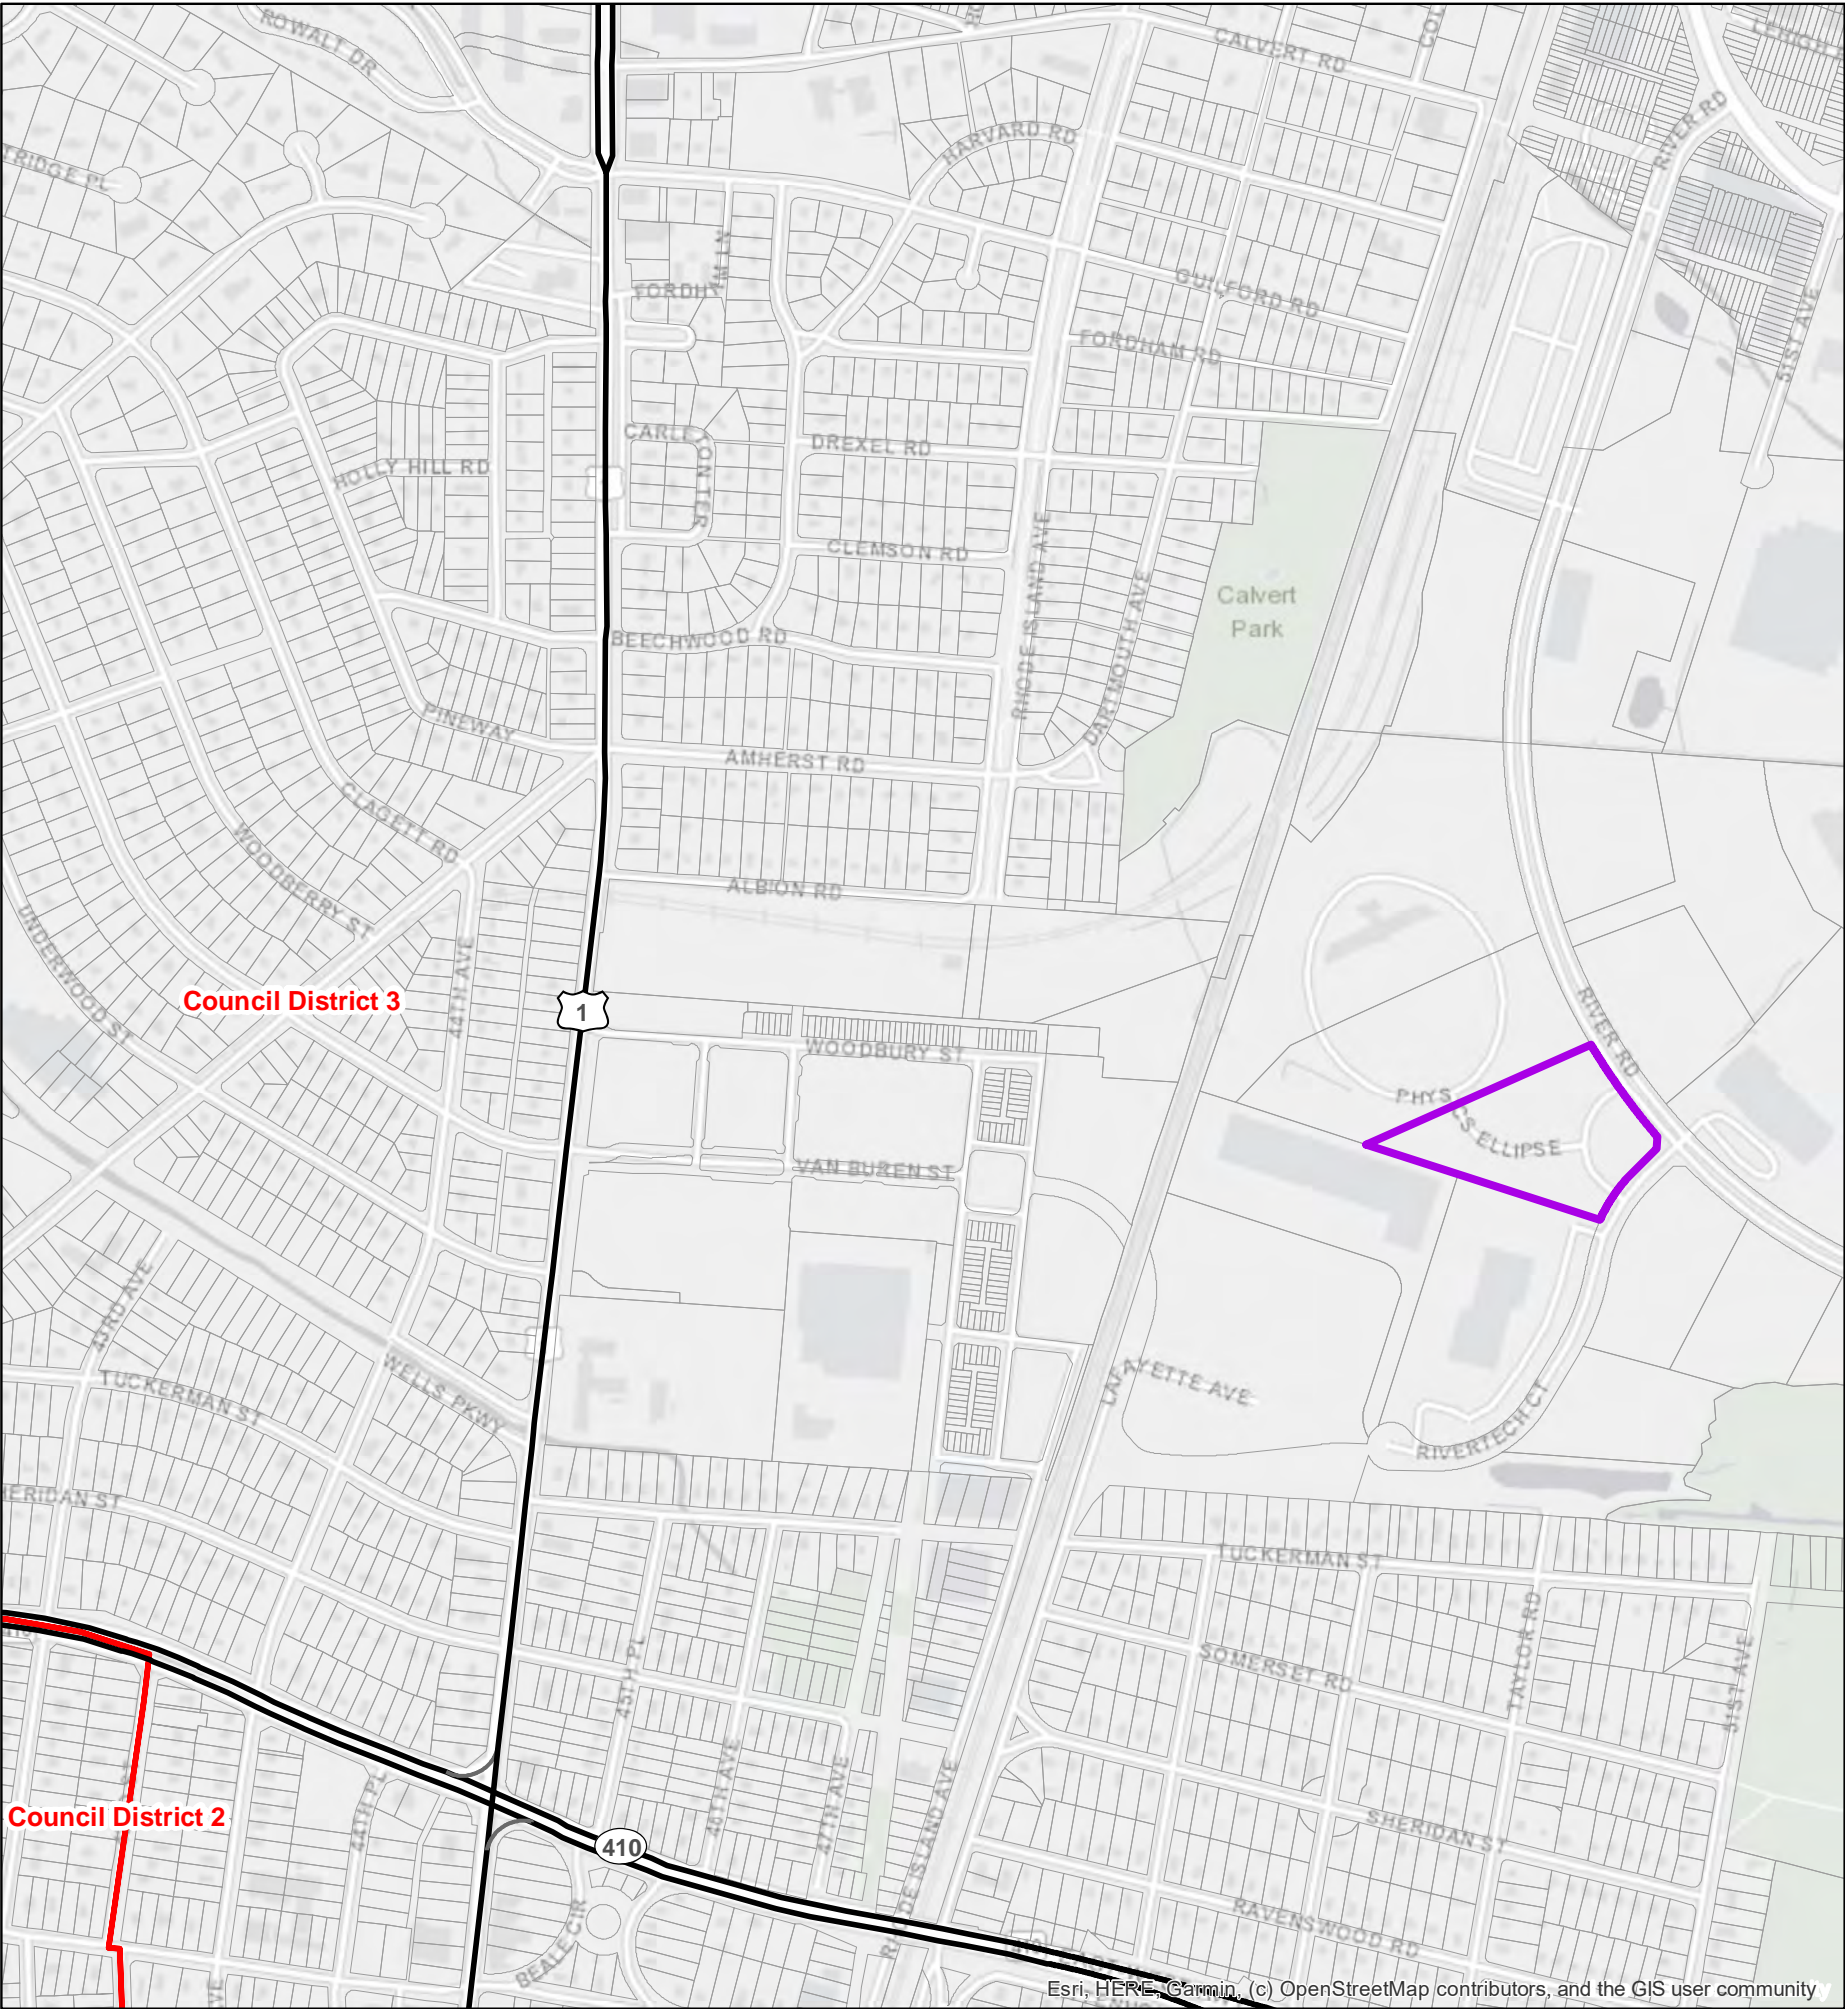 ROWALT DR
CALVERT RD
LEHIGH
RIVER RD
HARVARD RD
TRIDGE PL
GUILFORD RD
FORDHAM RD
51ST AVE
CARLETON TER
DREXEL RD
HOLLY HILL RD
CLEMSON RD
Calvert
Park
BEECHWOOD RD
RHODE ISLAND AVE
DARTMOUTH AVE
PINEWAY
AMHERST RD
CLAGETT RD
WOODBERRY ST
ALBION RD
UNDERWOOD ST
44TH AVE
Council District 3
1
RIVER RD
WOODBURY ST
PHYSICS ELLIPSE
VAN BUREN ST
43RD AVE
WELLS PKWY
TUCKERMAN ST
LAFAYETTE AVE
RIVERTECH CT
HERIDAN ST
TUCKERMAN ST
45TH PL
SOMERSET RD
TAYLOR RD
51ST AVE
44TH PL
46TH AVE
47TH AVE
RHODE ISLAND AVE
Council District 2
SHERIDAN ST
410
RAVENSWOOD RD
BEALE CIR
Esri, HERE, Garmin, (c) OpenStreetMap contributors, and the GIS user community